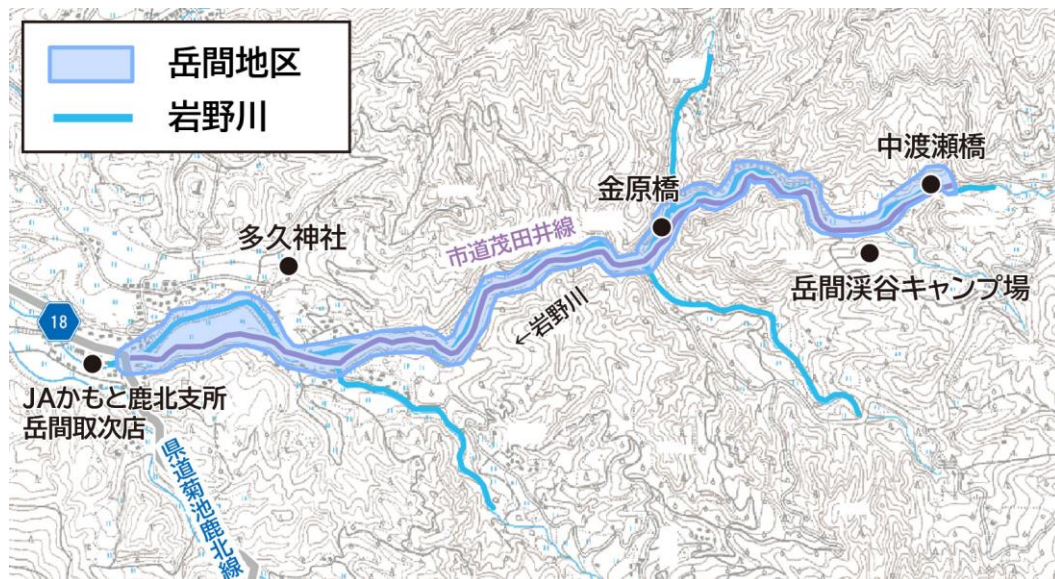 岳間地区
岩野川
中渡瀬橋
金原橋
多久神社
市道茂田井線
岳間渓谷キャンプ場
←岩野川
18
JAかもと鹿北支所
岳間取次店
県道菊池鹿北線